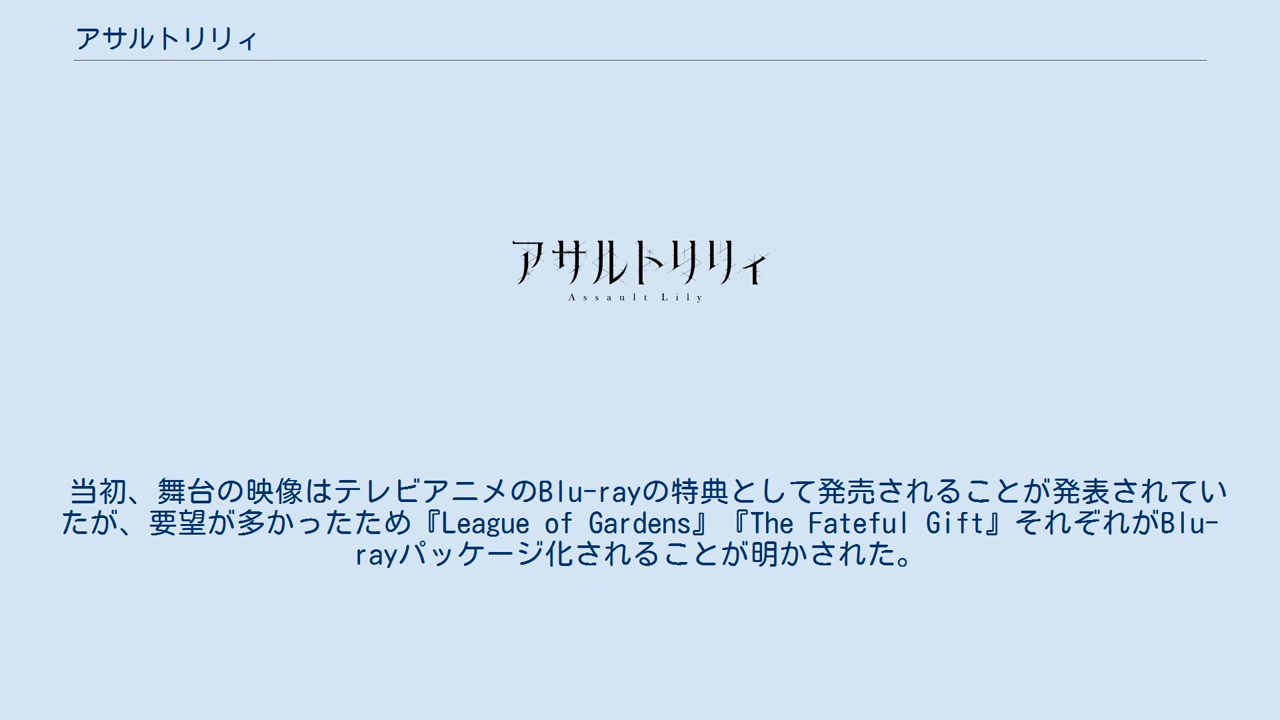 アサルトリリィ
アサルトリリィ
Assault Lily
当初、舞台の映像はテレビアニメのBlu-rayの特典として発売されることが発表されてい
たが、要望が多かったため『League of Gardens』『The Fateful Gift』それぞれがBlu-
rayパッケージ化されることが明かされた。